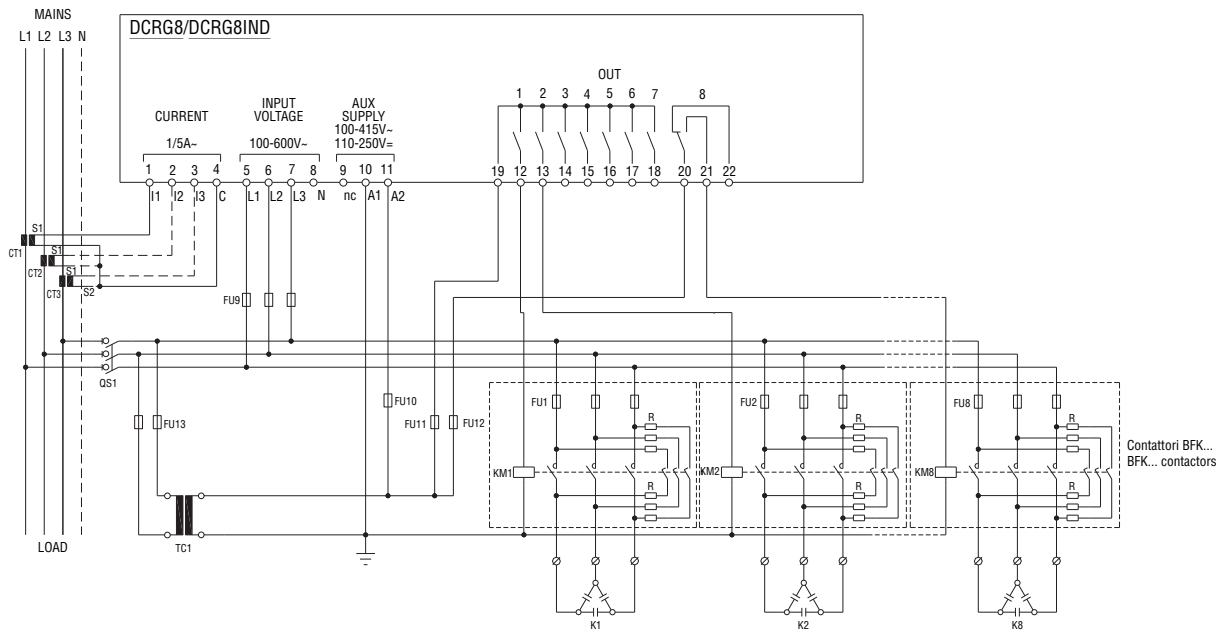 MAINS
L1 L2 L3 N
DCRG8/DCRG8IND
OUT
1 2 3 4 5 6 7 8
CURRENT
1/5A~
INPUT
VOLTAGE
100-600V~
AUX
SUPPLY
100-415V~
110-250V=
1 2 3 4 5 6 7 8 9 10 11 19 12 13 14 15 16 17 18 20 21 22
I1 I2 I3 C L1 L2 L3 N nc A1 A2
S1
CT1
S1
CT2
S1
CT3
S2
FU9
QS1
FU13
FU10
FU11
FU12
FU1
FU2
FU8
R
R
R
KM1
KM2
KM8
R
R
R
Contattori BFK...
BFK... contactors
LOAD
TC1
K1
K2
K8